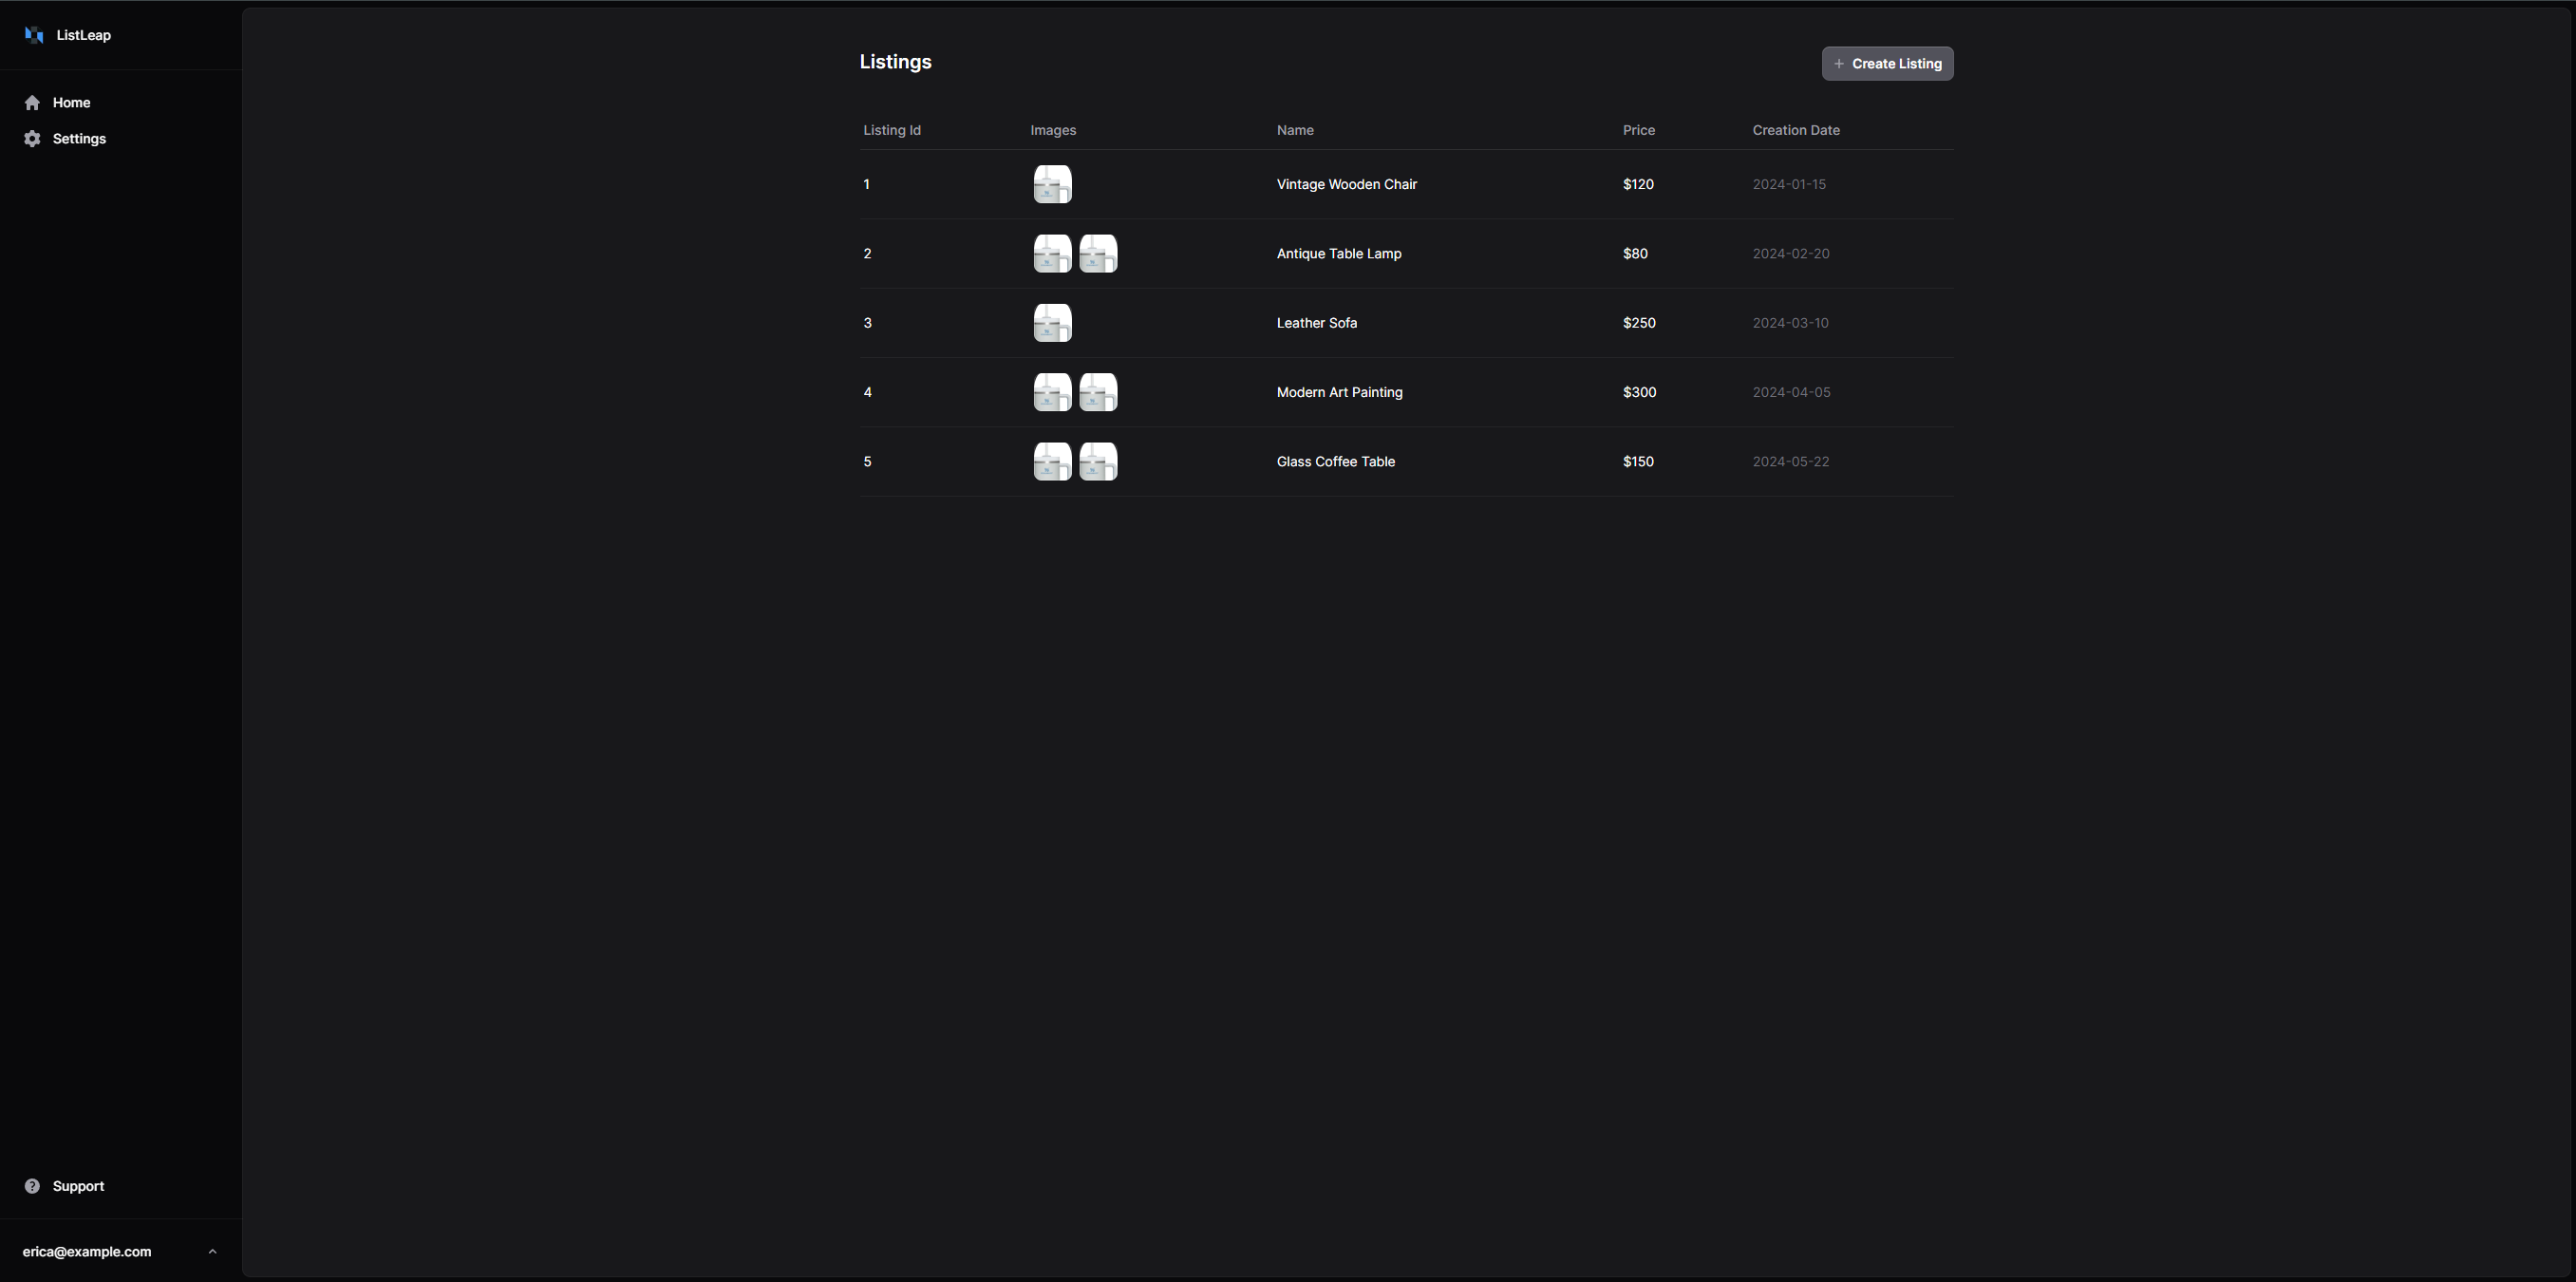 ListLeap
Home
Settings
Listings
+ Create Listing
Listing Id Images Name Price Creation Date
1 Vintage Wooden Chair $120 2024-01-15
2 Antique Table Lamp $80 2024-02-20
3 Leather Sofa $250 2024-03-10
4 Modern Art Painting $300 2024-04-05
5 Glass Coffee Table $150 2024-05-22
Support
erica@example.com